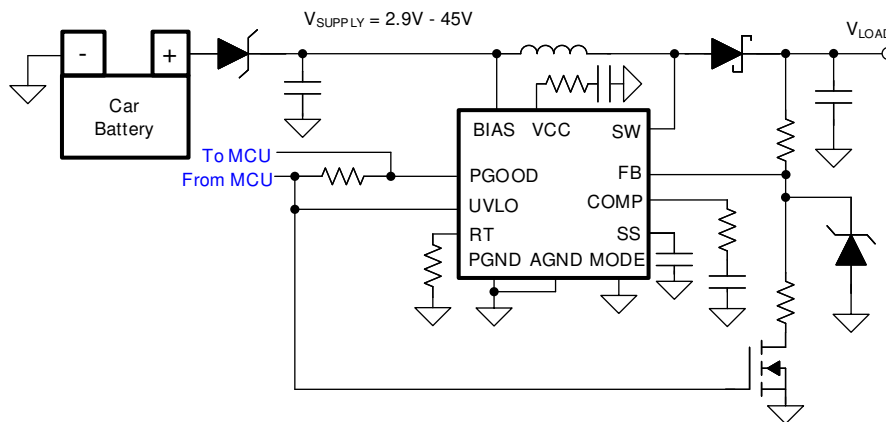 VSUPPLY = 2.9V - 45V
VLOAD
- +
Car
Battery
BIAS VCC SW
To MCU
From MCU
PGOOD FB
UVLO COMP
RT SS
PGND AGND MODE